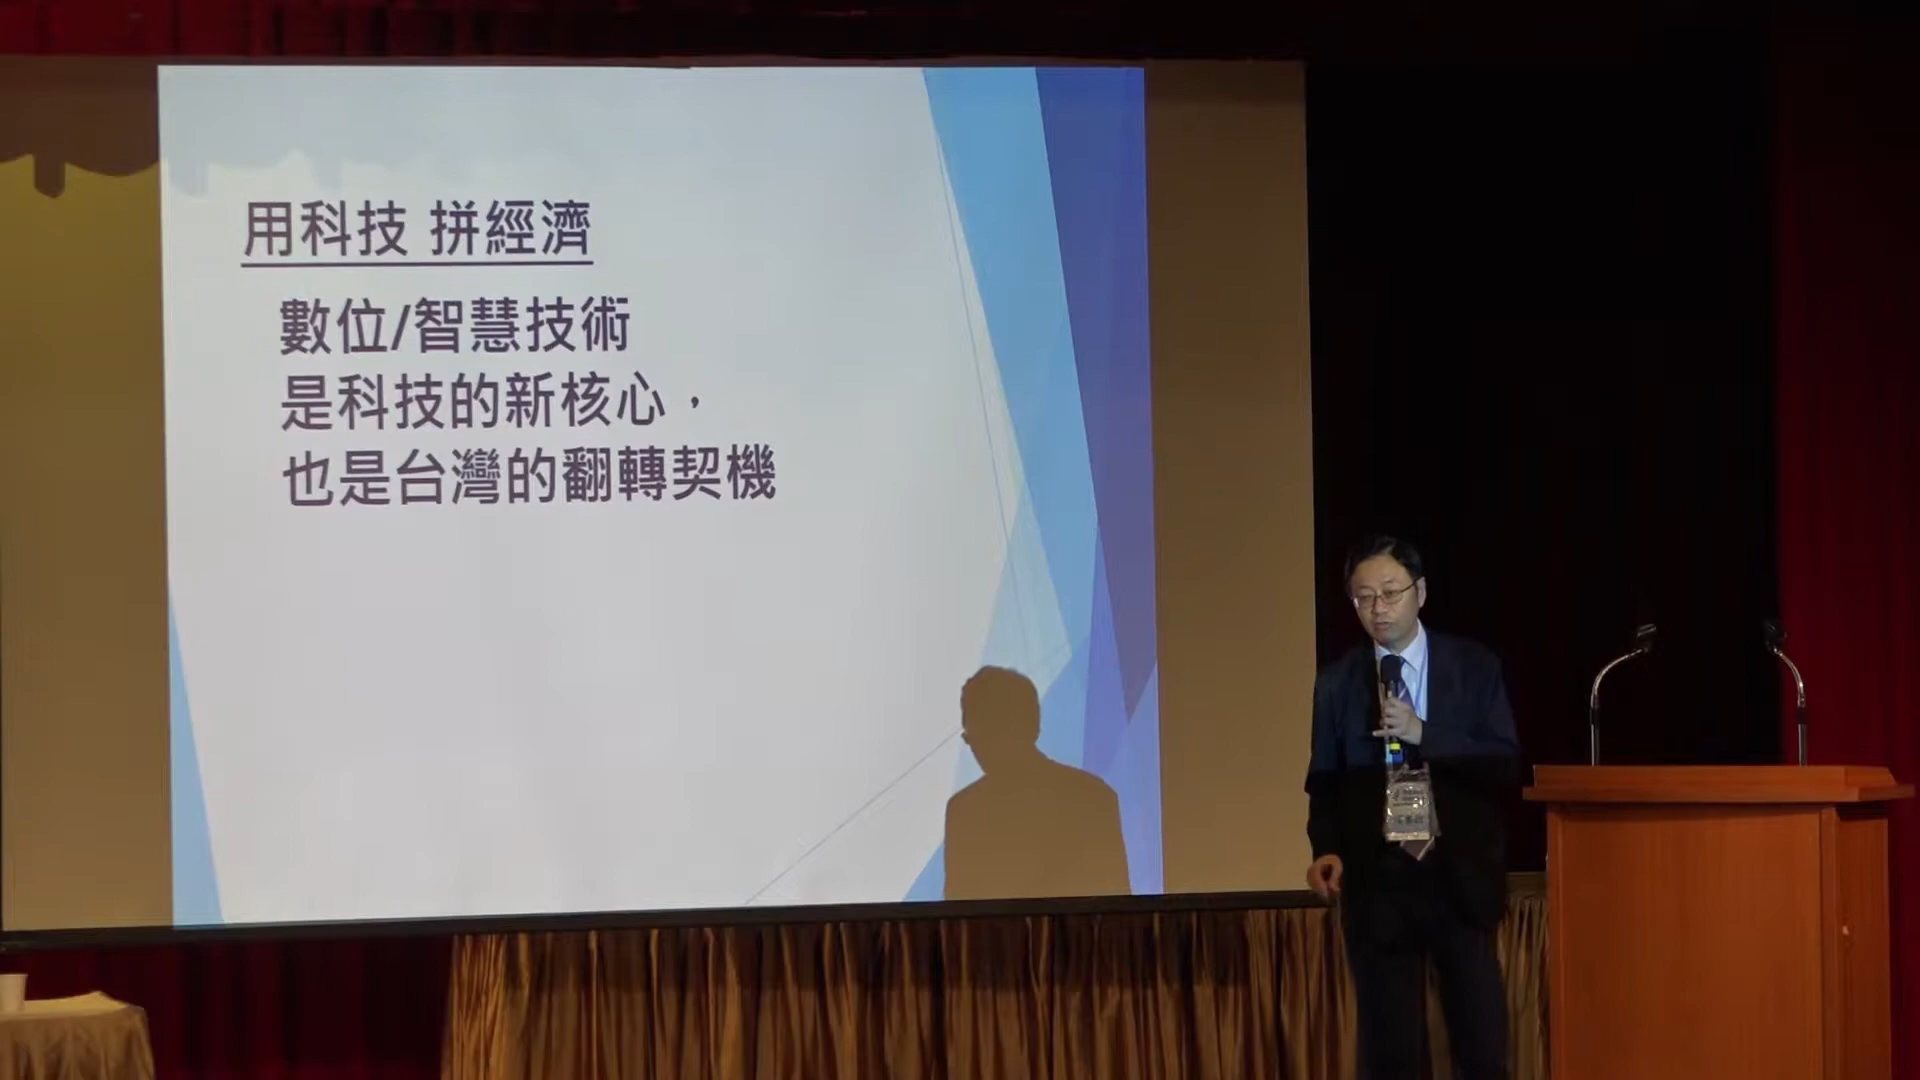 用科技 拼經濟
數位/智慧技術
是科技的新核心，
也是台灣的翻轉契機